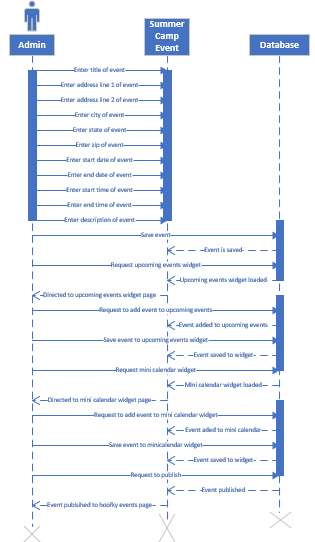 Summer
Camp
Event
Admin
Database
Enter title of event
Enter address line 1 of event
Enter address line 2 of event
Enter city of event
Enter state of event
Enter zip of event
Enter start date of event
Enter end date of event
Enter start time of event
Enter end time of event
Enter description of event
Save event
Event is saved
Request upcoming events widget
Upcoming events widget loaded
Directed to upcoming events widget page
Request to add event to upcoming events
Event added to upcoming events
Save event to upcoming events widget
Event saved to widget
Request mini calendar widget
Mini calendar widget loaded
Directed to mini calendar widget page
Request to add event to mini calendar widget
Event aded to mini calendar
Save event to minicalendar widget
Event saved to widget
Request to publish
Event published
Event published to hoofky events page